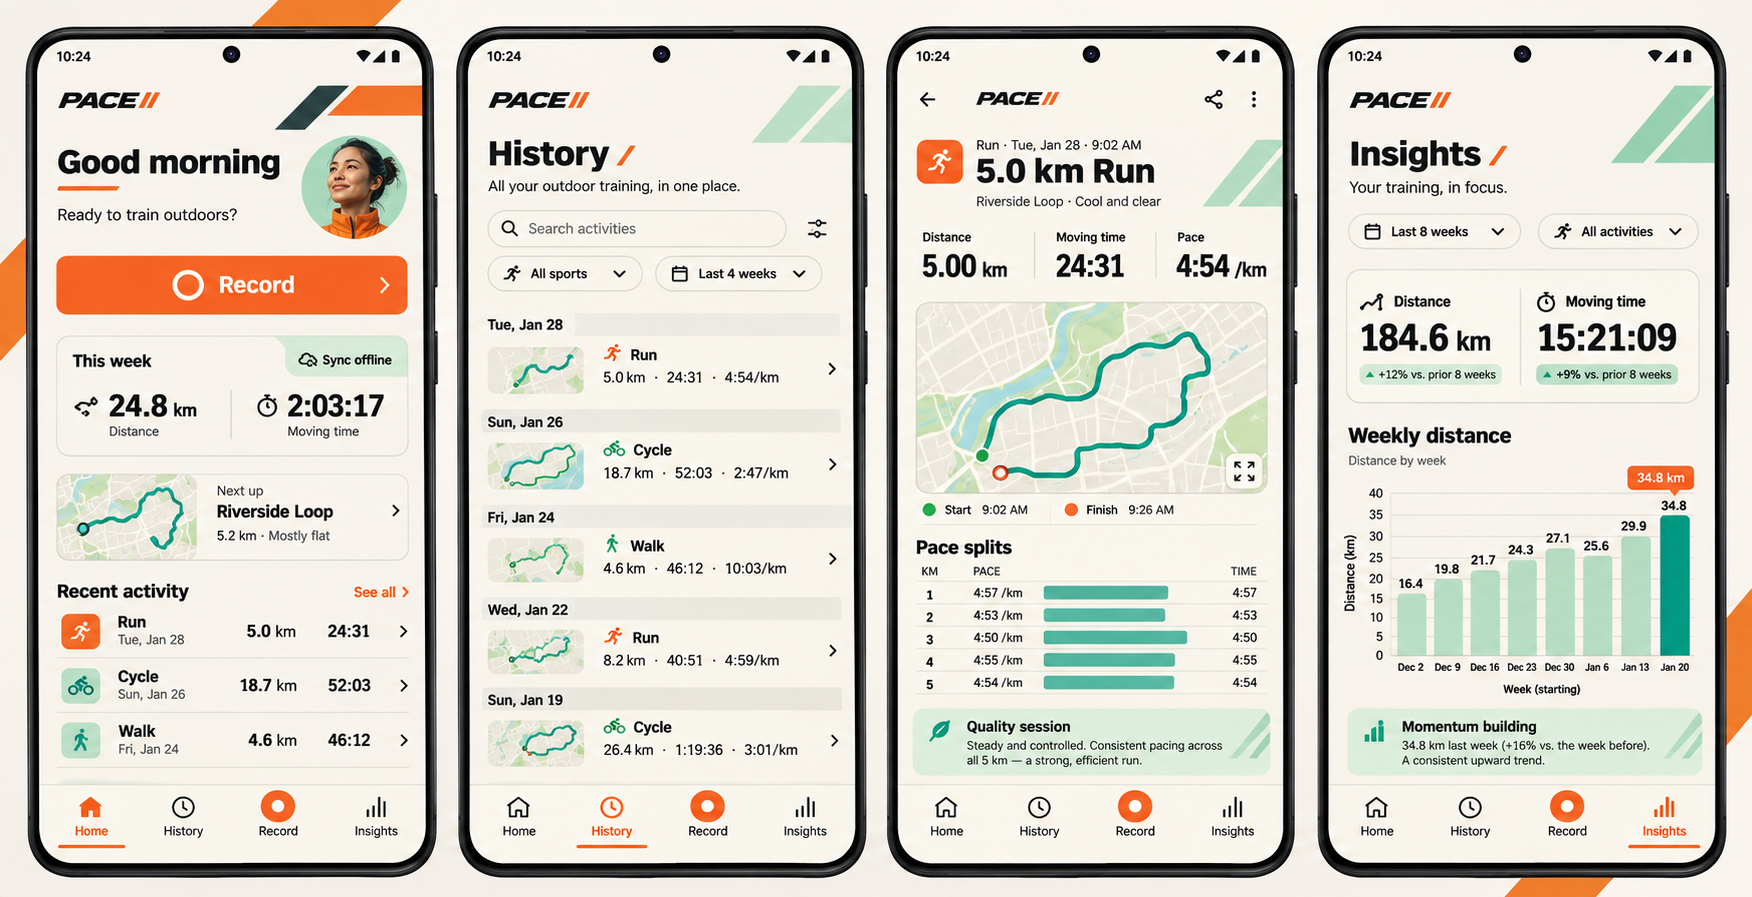 10:24
PACE//
Good morning
Ready to train outdoors?
Record
This week
Sync offline
24.8 km
Distance
2:03:17
Moving time
Next up
Riverside Loop
5.2 km · Mostly flat
Recent activity
See all
Run
Tue, Jan 28
5.0 km
24:31
Cycle
Sun, Jan 26
18.7 km
52:03
Walk
Fri, Jan 24
4.6 km
46:12
Home
History
Record
Insights
10:24
PACE//
History /
All your outdoor training, in one place.
Search activities
All sports
Last 4 weeks
Tue, Jan 28
Run
5.0 km · 24:31 · 4:54/km
Sun, Jan 26
Cycle
18.7 km · 52:03 · 2:47/km
Fri, Jan 24
Walk
4.6 km · 46:12 · 10:03/km
Wed, Jan 22
Run
8.2 km · 40:51 · 4:59/km
Sun, Jan 19
Cycle
26.4 km · 1:19:36 · 3:01/km
Home
History
Record
Insights
10:24
PACE//
Run · Tue, Jan 28 · 9:02 AM
5.0 km Run
Riverside Loop · Cool and clear
Distance
5.00 km
Moving time
24:31
Pace
4:54 /km
Start 9:02 AM
Finish 9:26 AM
Pace splits
KM PACE TIME
1 4:57 /km 4:57
2 4:53 /km 4:53
3 4:50 /km 4:50
4 4:55 /km 4:55
5 4:54 /km 4:54
Quality session
Steady and controlled. Consistent pacing across
all 5 km — a strong, efficient run.
Home
History
Record
Insights
10:24
PACE//
Insights /
Your training, in focus.
Last 8 weeks
All activities
Distance
184.6 km
+12% vs. prior 8 weeks
Moving time
15:21:09
+9% vs. prior 8 weeks
Weekly distance
Distance by week
34.8 km
Distance (km)
40
35
30
25
20
15
10
5
0
16.4
19.8
21.7
24.3
27.1
25.6
29.9
34.8
Dec 2
Dec 9
Dec 16
Dec 23
Dec 30
Jan 6
Jan 13
Jan 20
Week (starting)
Momentum building
34.8 km last week (+16% vs. the week before).
A consistent upward trend.
Home
History
Record
Insights